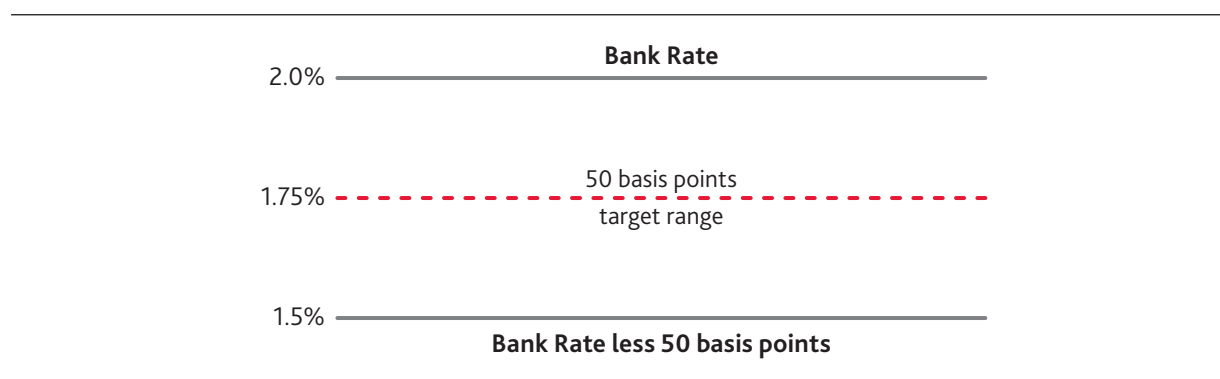 Bank Rate
2.0%
50 basis points
1.75%
target range
1.5%
Bank Rate less 50 basis points